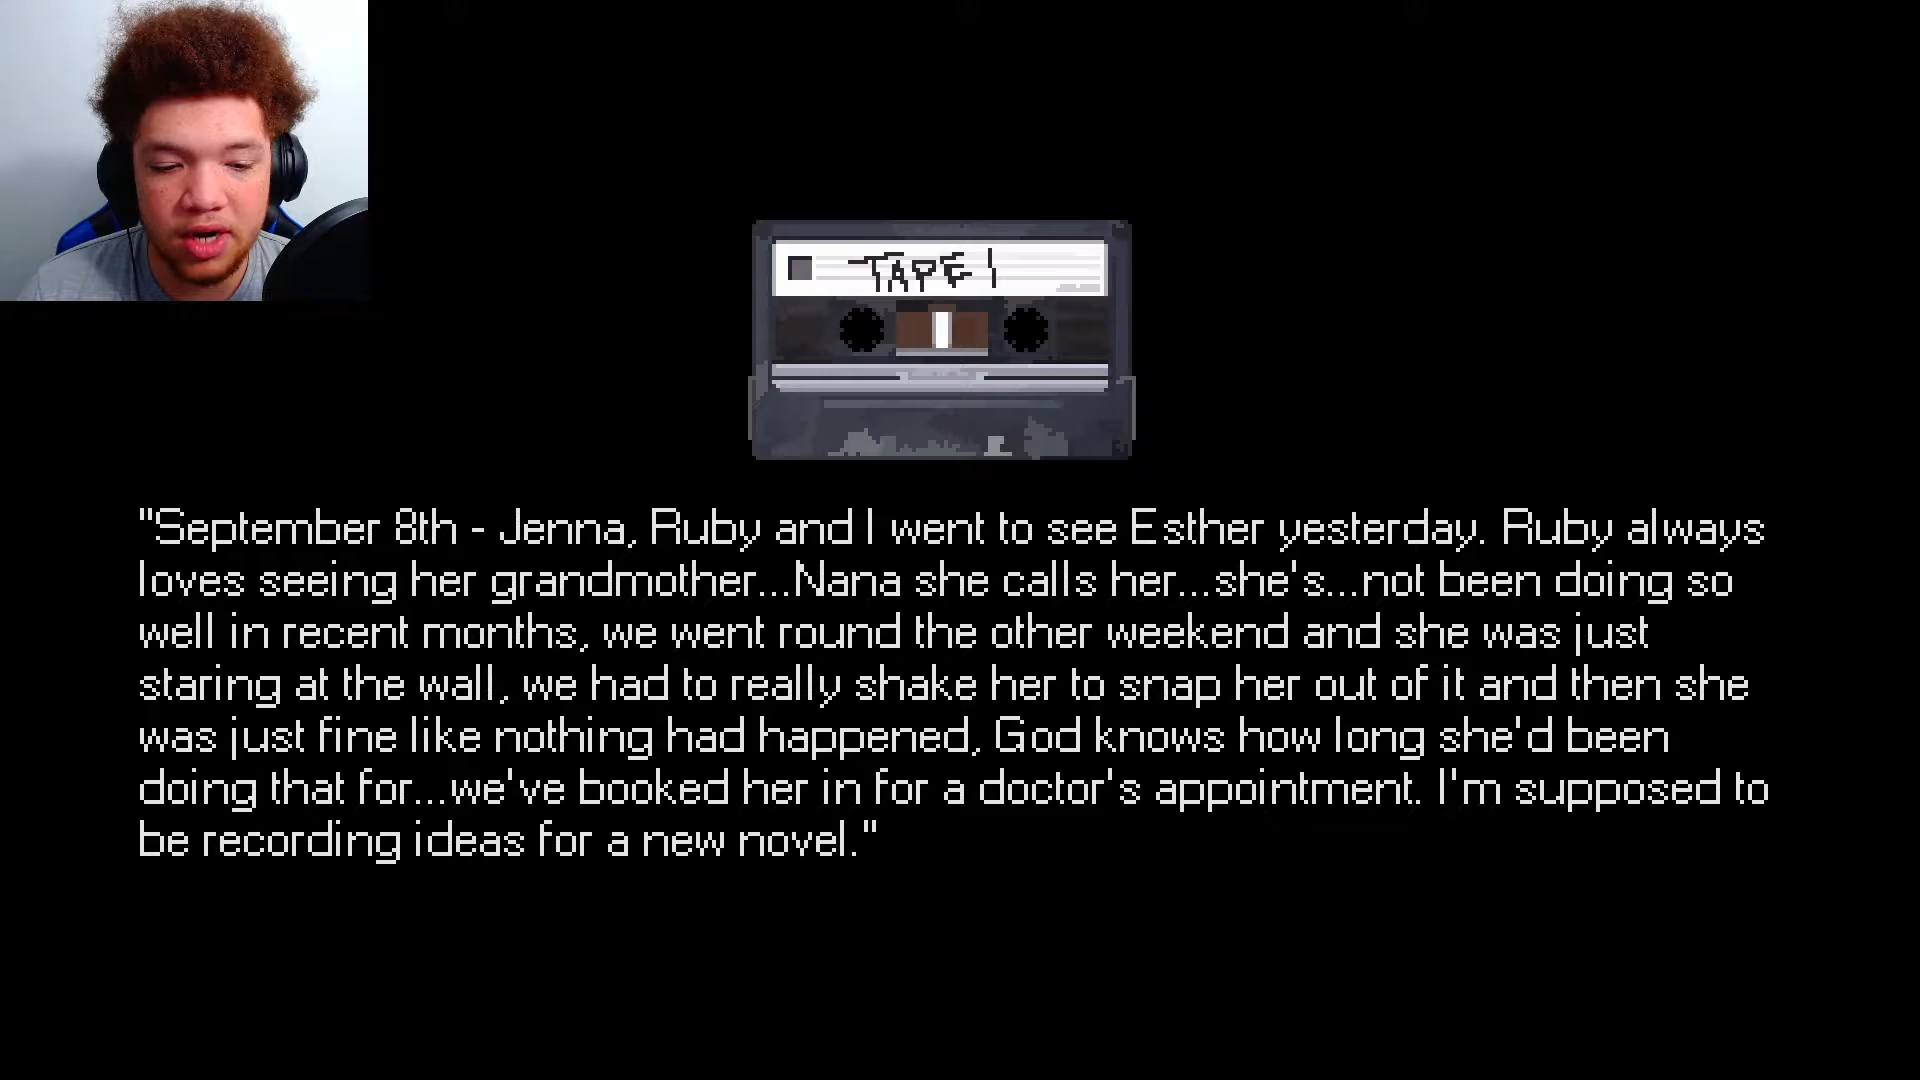 TAPE 1
"September 8th - Jenna, Ruby and I went to see Esther yesterday. Ruby always
loves seeing her grandmother...Nana she calls her...she's...not been doing so
well in recent months, we went round the other weekend and she was just
staring at the wall, we had to really shake her to snap her out of it and then she
was just fine like nothing had happened, God knows how long she'd been
doing that for...we've booked her in for a doctor's appointment. I'm supposed to
be recording ideas for a new novel."